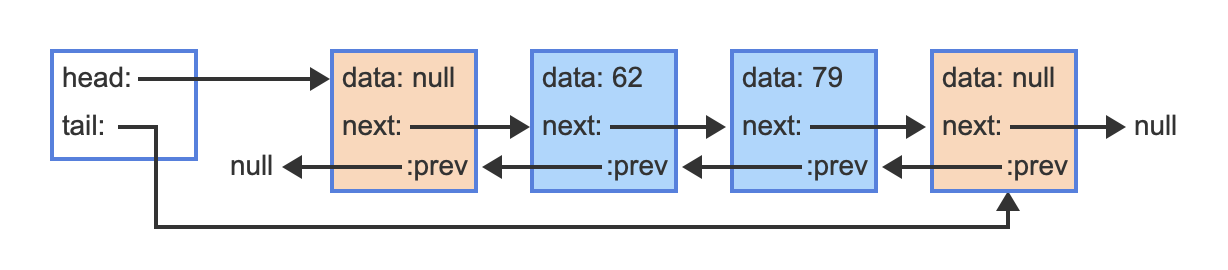 head:
tail:
data: null
next:
:prev
null
data: 62
next:
:prev
data: 79
next:
:prev
data: null
next:
:prev
null